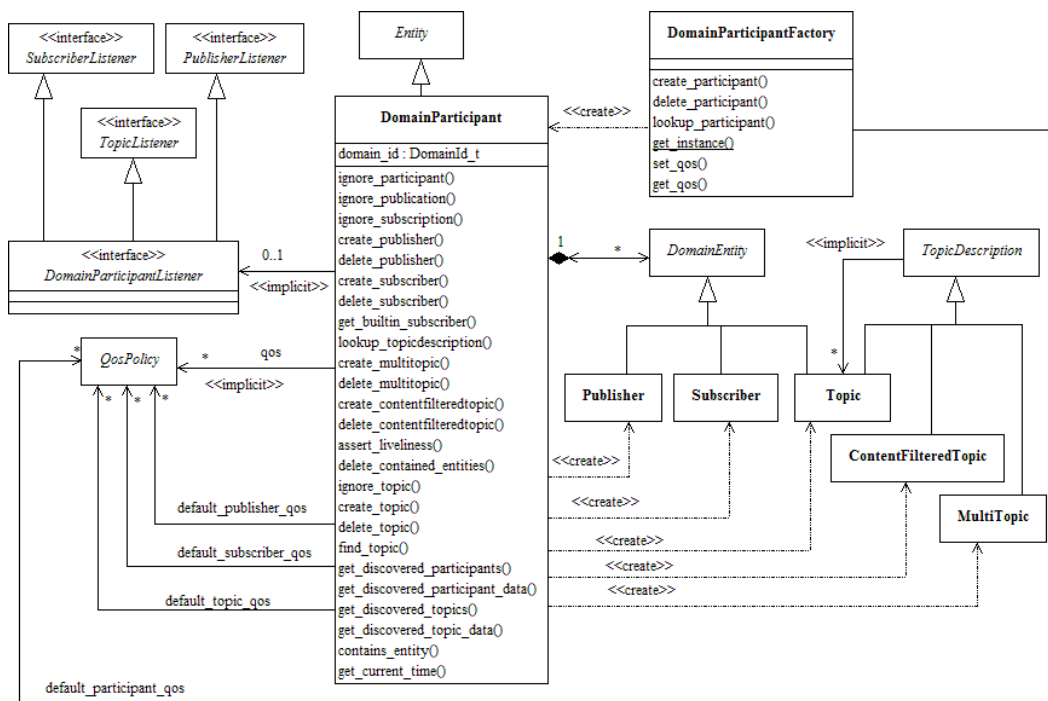 <<interface>>
SubscriberListener
<<interface>>
PublisherListener
<<interface>>
TopicListener
<<interface>>
DomainParticipantListener
Entity
DomainParticipant
domain_id : DomainId_t
ignore_participant()
ignore_publication()
ignore_subscription()
create_publisher()
delete_publisher()
create_subscriber()
delete_subscriber()
get_builtin_subscriber()
lookup_topicdescription()
create_multitopic()
delete_multitopic()
create_contentfilteredtopic()
delete_contentfilteredtopic()
assert_liveliness()
delete_contained_entities()
ignore_topic()
create_topic()
delete_topic()
find_topic()
get_discovered_participants()
get_discovered_participant_data()
get_discovered_topics()
get_discovered_topic_data()
contains_entity()
get_current_time()
DomainParticipantFactory
create_participant()
delete_participant()
lookup_participant()
get_instance()
set_qos()
get_qos()
<<create>>
0..1
<<implicit>>
QosPolicy
* * qos
<<implicit>>
* * *
default_publisher_qos
default_subscriber_qos
default_topic_qos
default_participant_qos
1 *
DomainEntity
<<implicit>>
TopicDescription
*
Publisher
Subscriber
Topic
ContentFilteredTopic
MultiTopic
<<create>>
<<create>>
<<create>>
<<create>>
<<create>>